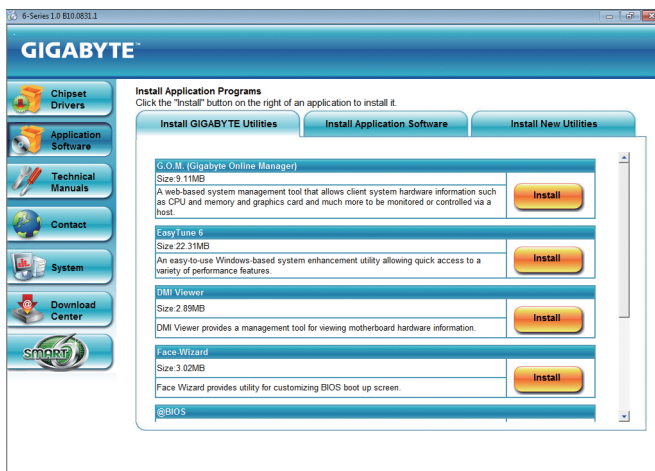 6-Series 1.0 B10.0831.1
GIGABYTE™
Chipset
Drivers
Application
Software
Technical
Manuals
Contact
System
Download
Center
SMART 6
Install Application Programs
Click the "Install" button on the right of an application to install it.
Install GIGABYTE Utilities
Install Application Software
Install New Utilities
G.O.M. (Gigabyte Online Manager)
Size:9.11MB
A web-based system management tool that allows client system hardware information such
as CPU and memory and graphics card and much more to be monitored or controlled via a
host.
Install
EasyTune 6
Size:22.31MB
An easy-to-use Windows-based system enhancement utility allowing quick access to a
variety of performance features.
Install
DMI Viewer
Size:2.89MB
DMI Viewer provides a management tool for viewing motherboard hardware information.
Install
Face-Wizard
Size:3.02MB
Face Wizard provides utility for customizing BIOS boot up screen.
Install
@BIOS